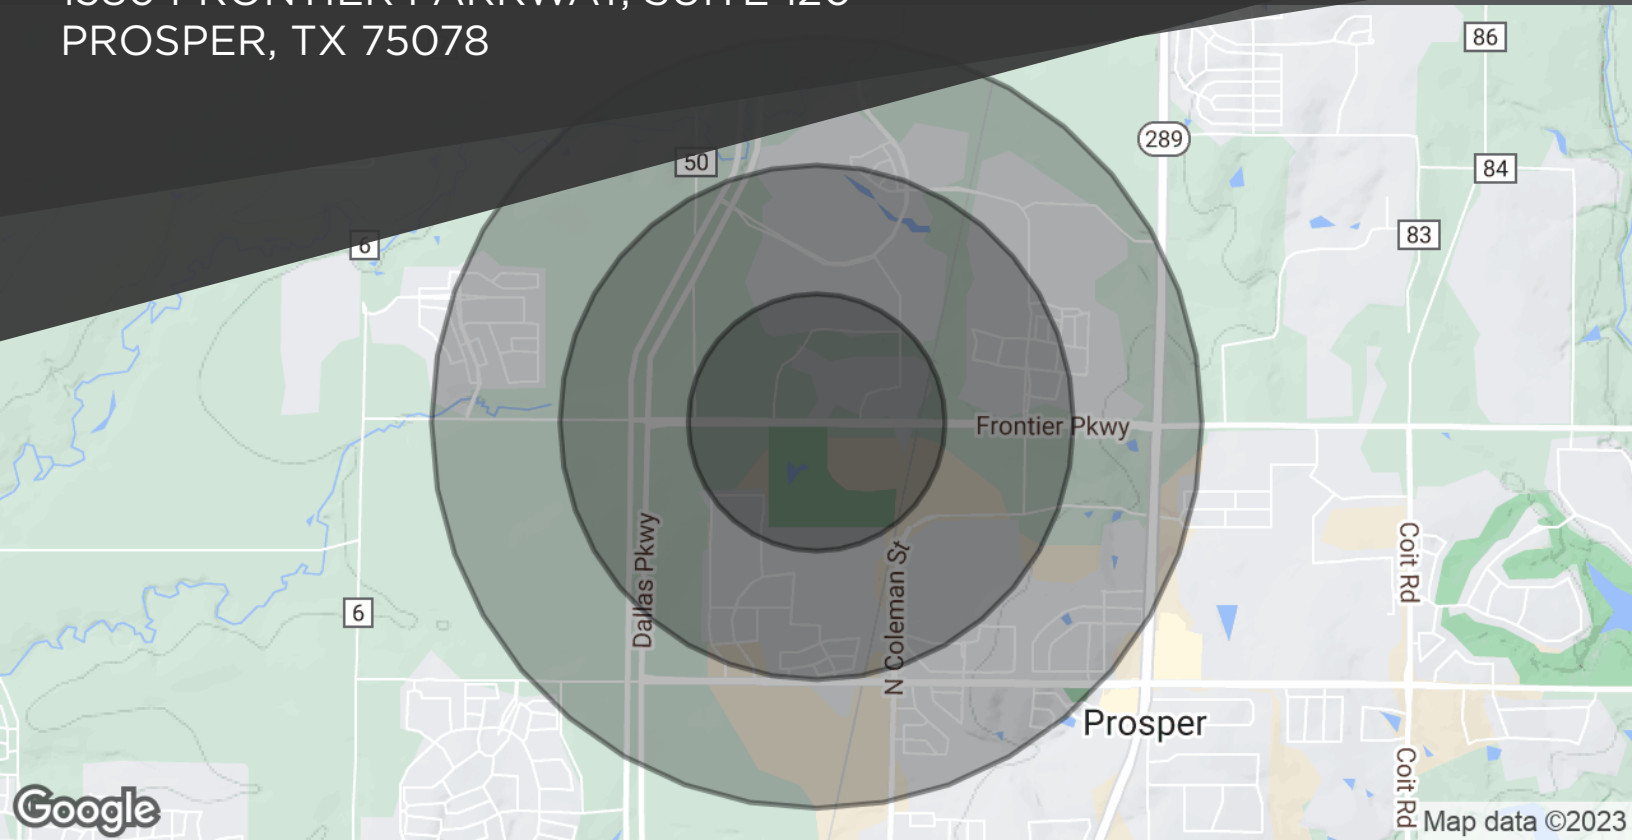 PROSPER, TX 75078
86
289
50
84
83
6
Frontier Pkwy
Dallas Pkwy
N Coleman St
Coit Rd
6
Prosper
Coit Rd
Google
Map data ©2023